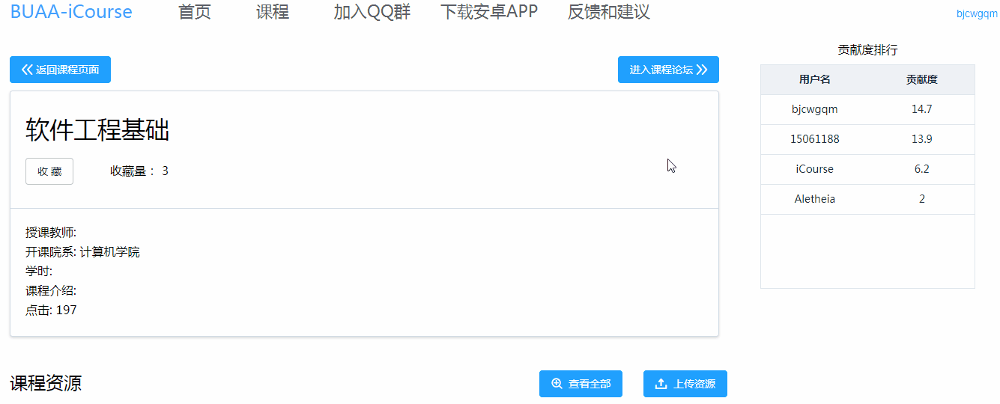 BUAA-iCourse 首页 课程 加入QQ群 下载安卓APP 反馈和建议 bjcwgqm
返回课程页面 进入课程论坛
软件工程基础
收 藏 收藏量： 3
授课教师:
开课院系: 计算机学院
学时:
课程介绍:
点击: 197
课程资源 查看全部 上传资源
贡献度排行
用户名 贡献度
bjcwgqm 14.7
15061188 13.9
iCourse 6.2
Aletheia 2